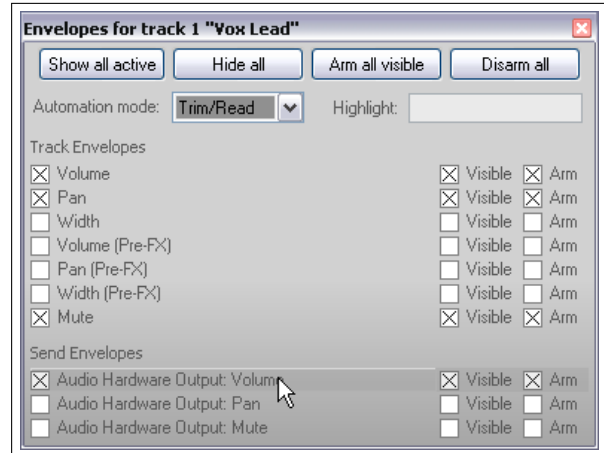 Envelopes for track 1 "Vox Lead"
Show all active Hide all Arm all visible Disarm all
Automation mode: Trim/Read Highlight:
Track Envelopes
Volume Visible Arm
Pan Visible Arm
Width Visible Arm
Volume (Pre-FX) Visible Arm
Pan (Pre-FX) Visible Arm
Width (Pre-FX) Visible Arm
Mute Visible Arm
Send Envelopes
Audio Hardware Output: Volume Visible Arm
Audio Hardware Output: Pan Visible Arm
Audio Hardware Output: Mute Visible Arm